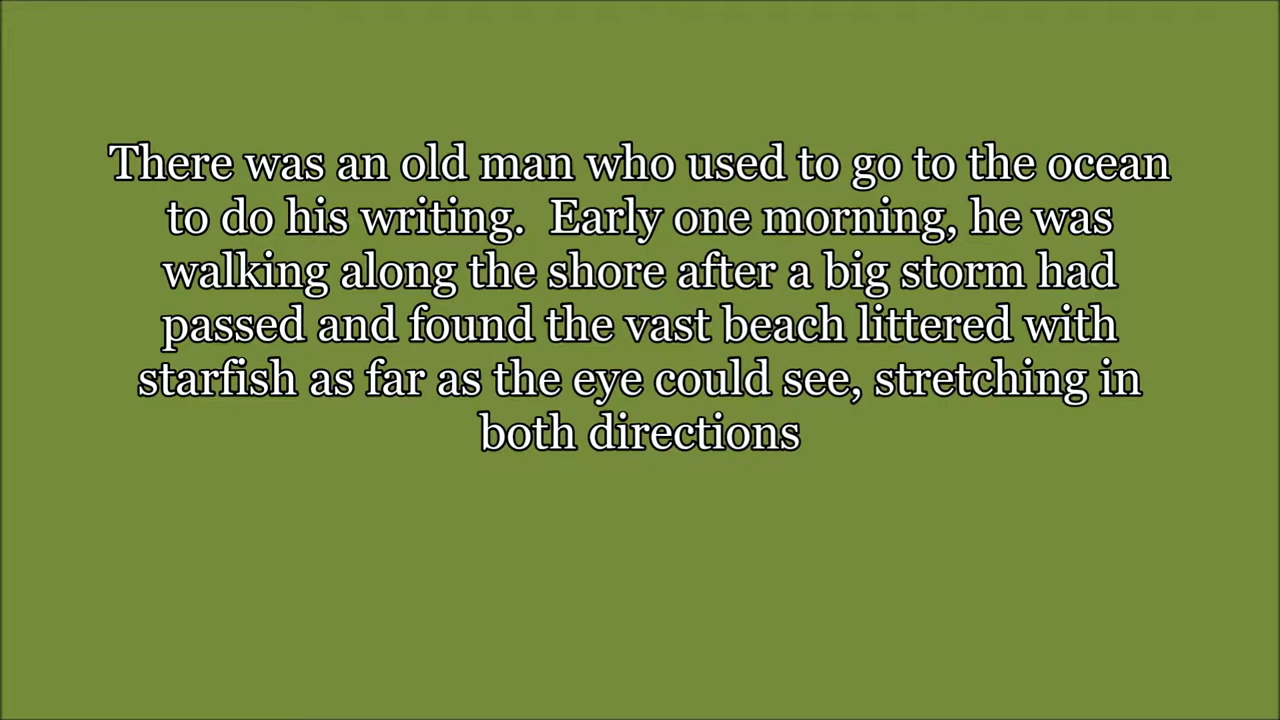 There was an old man who used to go to the ocean
to do his writing.  Early one morning, he was
walking along the shore after a big storm had
passed and found the vast beach littered with
starfish as far as the eye could see, stretching in
both directions